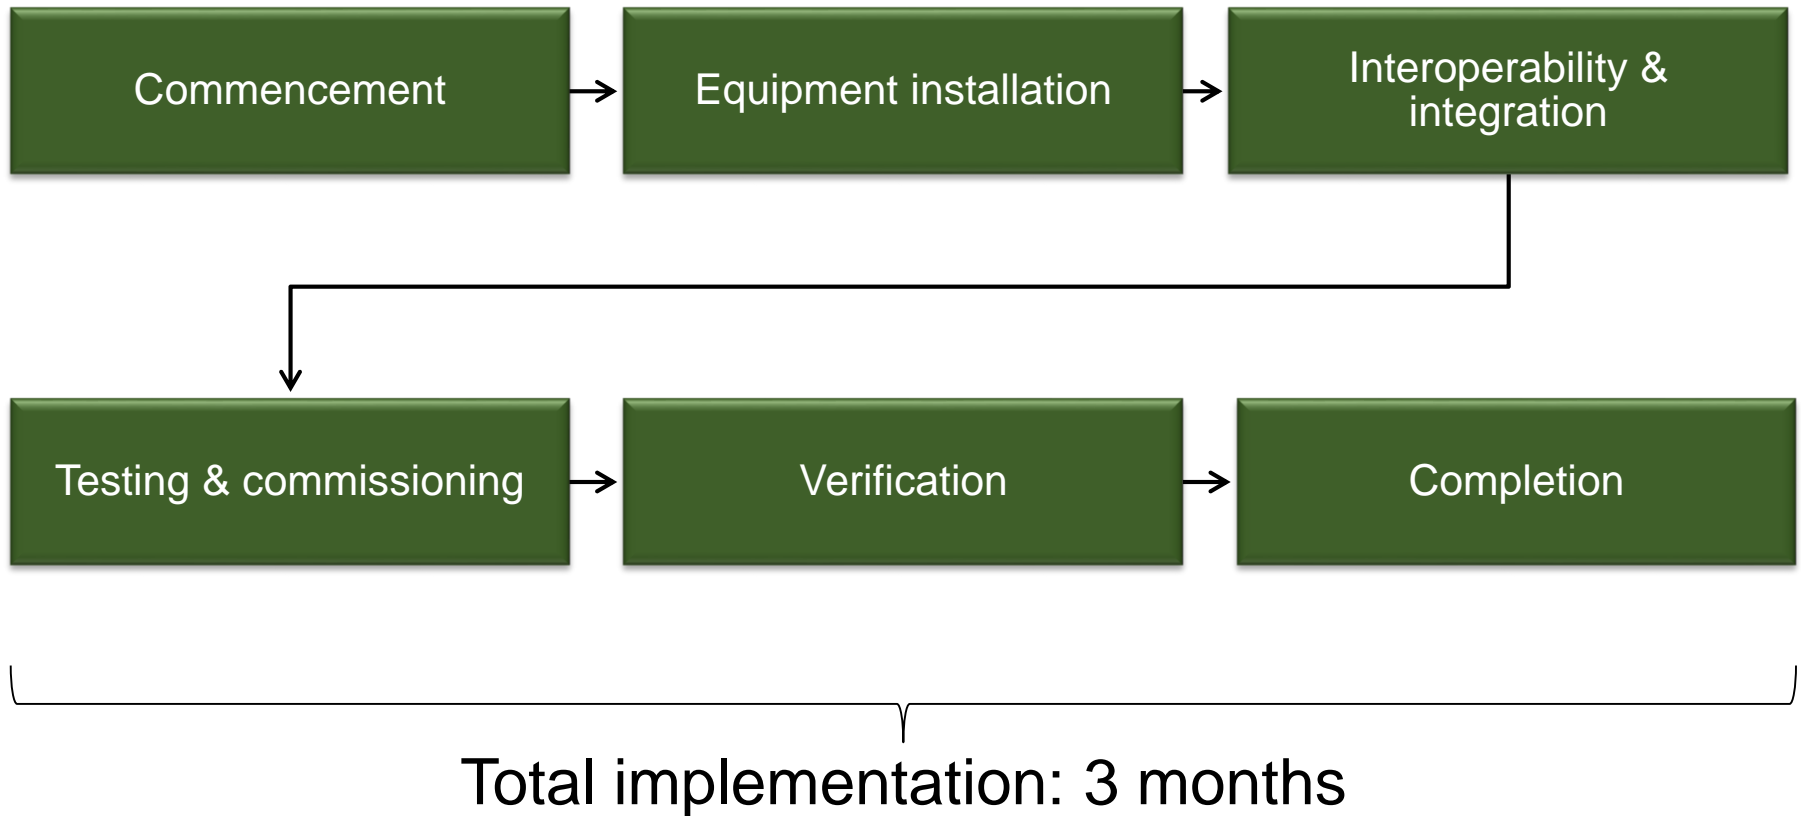 Commencement
Equipment installation
Interoperability &
integration
Testing & commissioning
Verification
Completion
Total implementation: 3 months